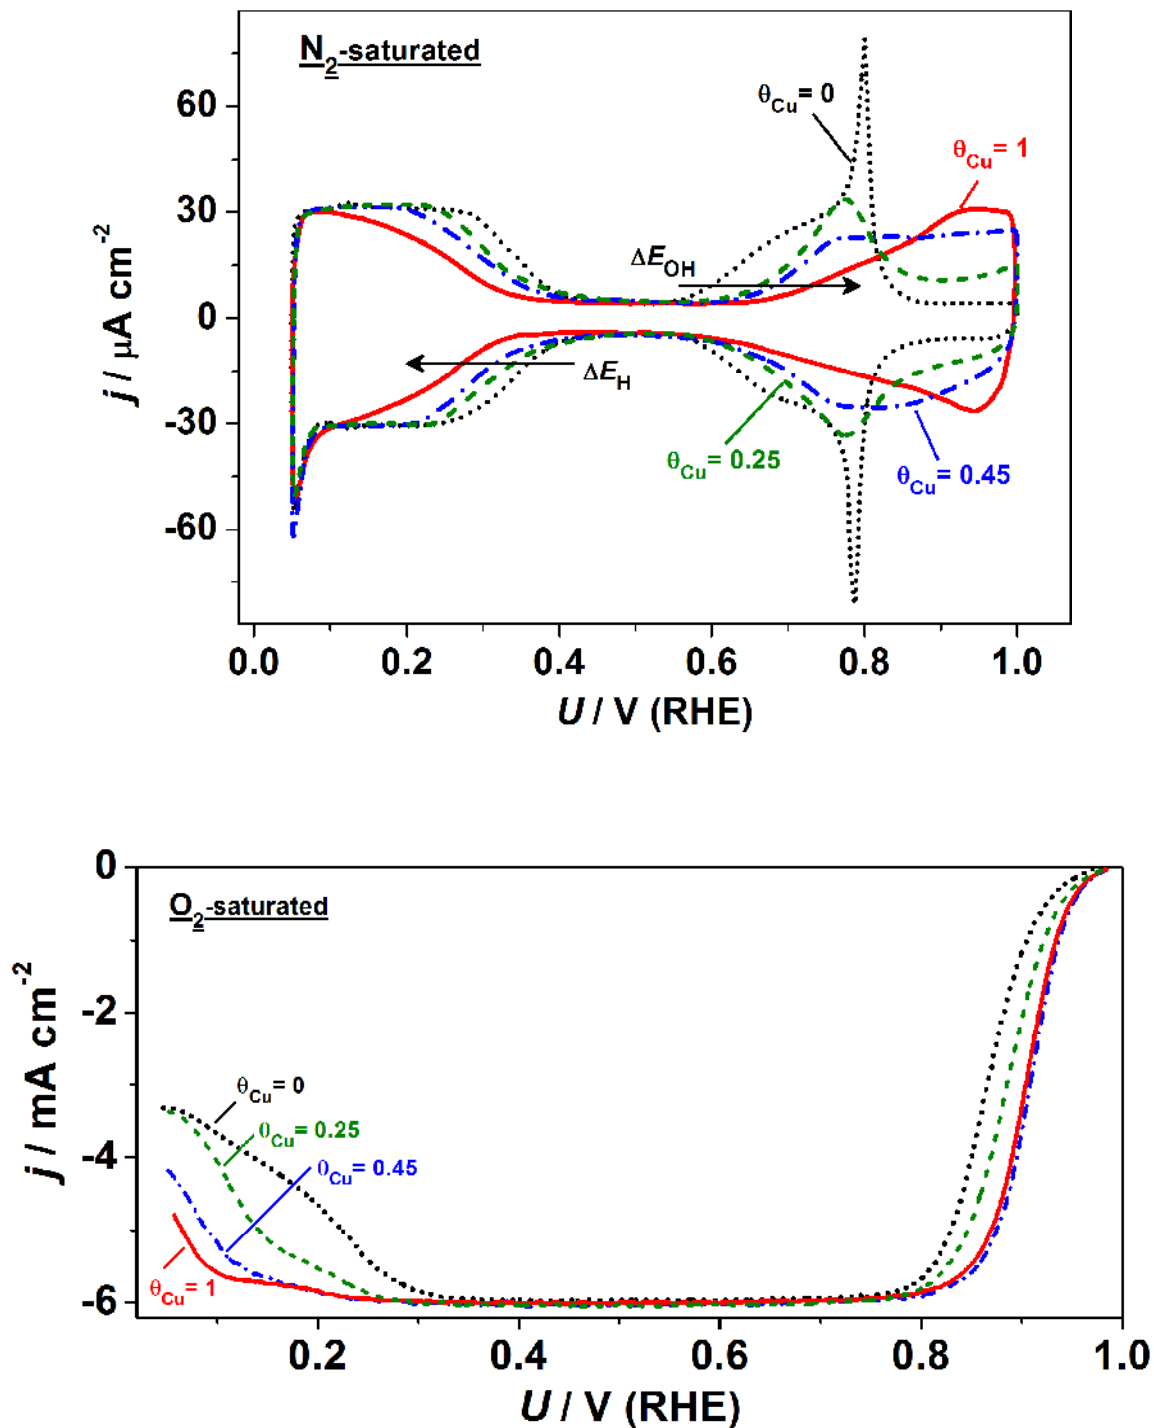 N2-saturated
θCu= 0
θCu= 1
60
30
0
-30
-60
j / µA cm-2
ΔEOH
ΔEH
θCu= 0.25
θCu= 0.45
0.0 0.2 0.4 0.6 0.8 1.0
U / V (RHE)
O2-saturated
0
-2
-4
-6
j / mA cm-2
θCu= 0
θCu= 0.25
θCu= 0.45
θCu= 1
0.2 0.4 0.6 0.8 1.0
U / V (RHE)